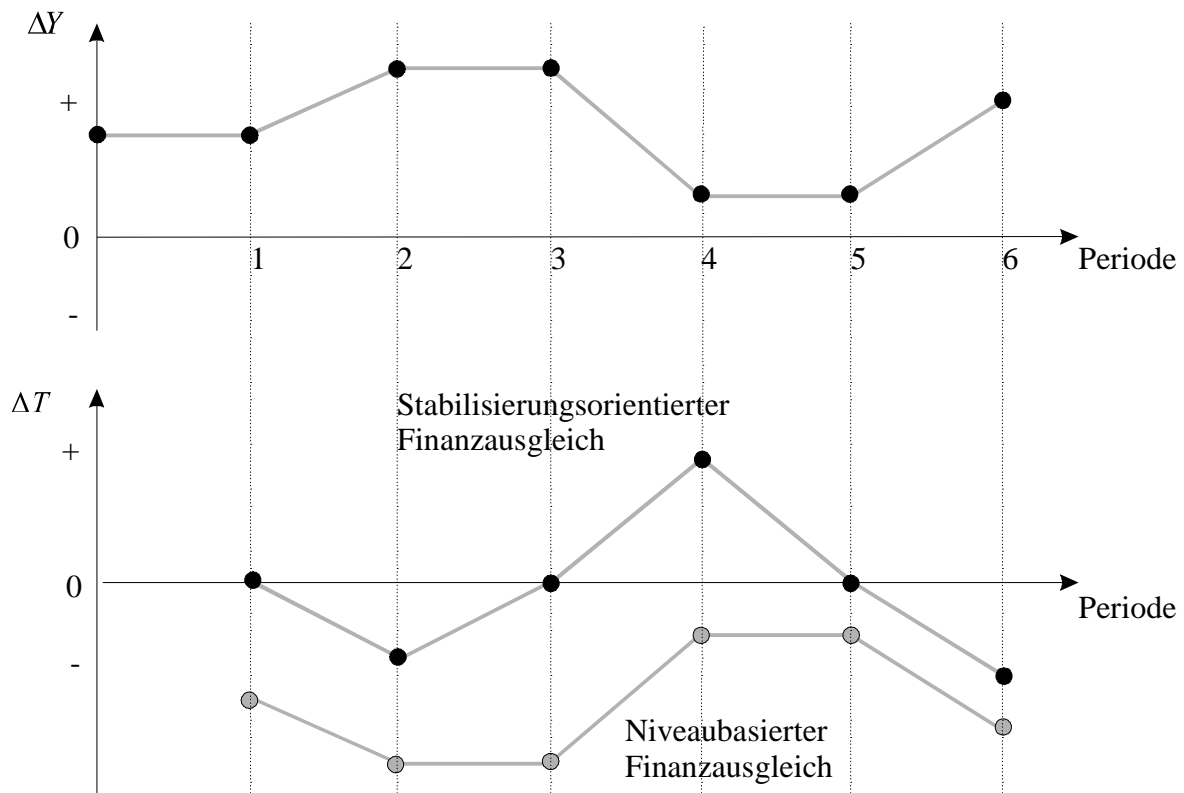 ΔY
+
0
1 2 3 4 5 6
Periode
-
ΔT
Stabilisierungsorientierter
Finanzausgleich
+
0
Periode
-
Niveaubasierter
Finanzausgleich